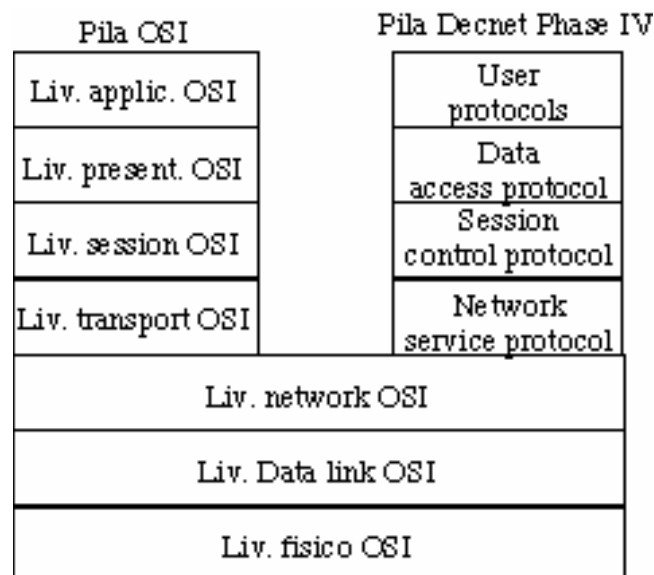 Pila OSI
Pila Decnet Phase IV
Liv. applic. OSI
User
protocols
Liv. present. OSI
Data
access protocol
Liv. session OSI
Session
control protocol
Liv. transport OSI
Network
service protocol
Liv. network OSI
Liv. Data link OSI
Liv. fisico OSI